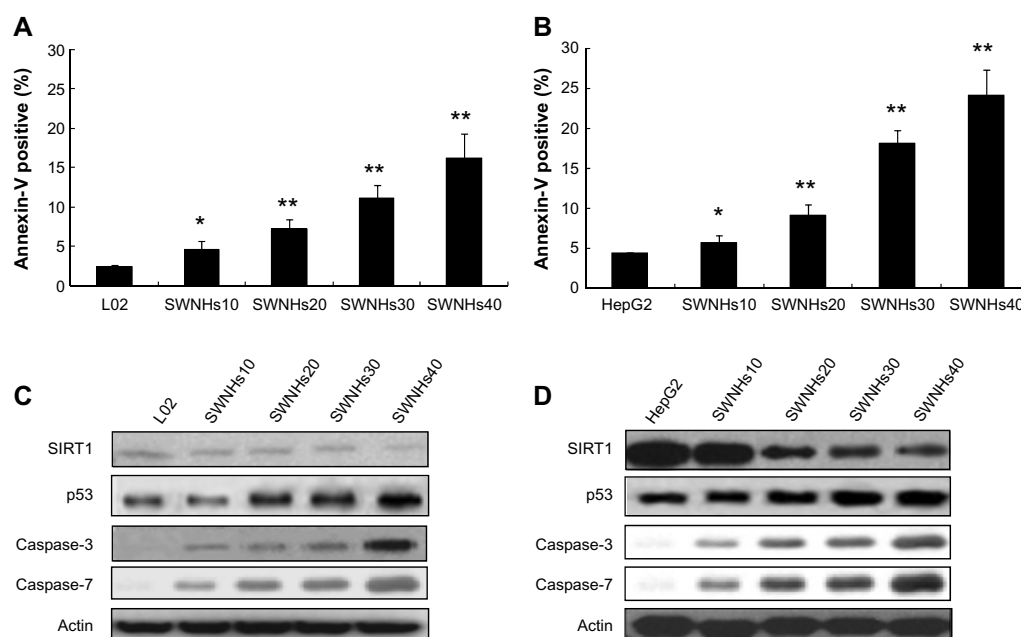 A
Annexin-V positive (%)
30
25
20
15
10
5
0
*
**
**
**
L02 SWNHs10 SWNHs20 SWNHs30 SWNHs40
B
Annexin-V positive (%)
30
25
20
15
10
5
0
*
**
**
**
HepG2 SWNHs10 SWNHs20 SWNHs30 SWNHs40
C
L02 SWNHs10 SWNHs20 SWNHs30 SWNHs40
SIRT1
p53
Caspase-3
Caspase-7
Actin
D
HepG2 SWNHs10 SWNHs20 SWNHs30 SWNHs40
SIRT1
p53
Caspase-3
Caspase-7
Actin